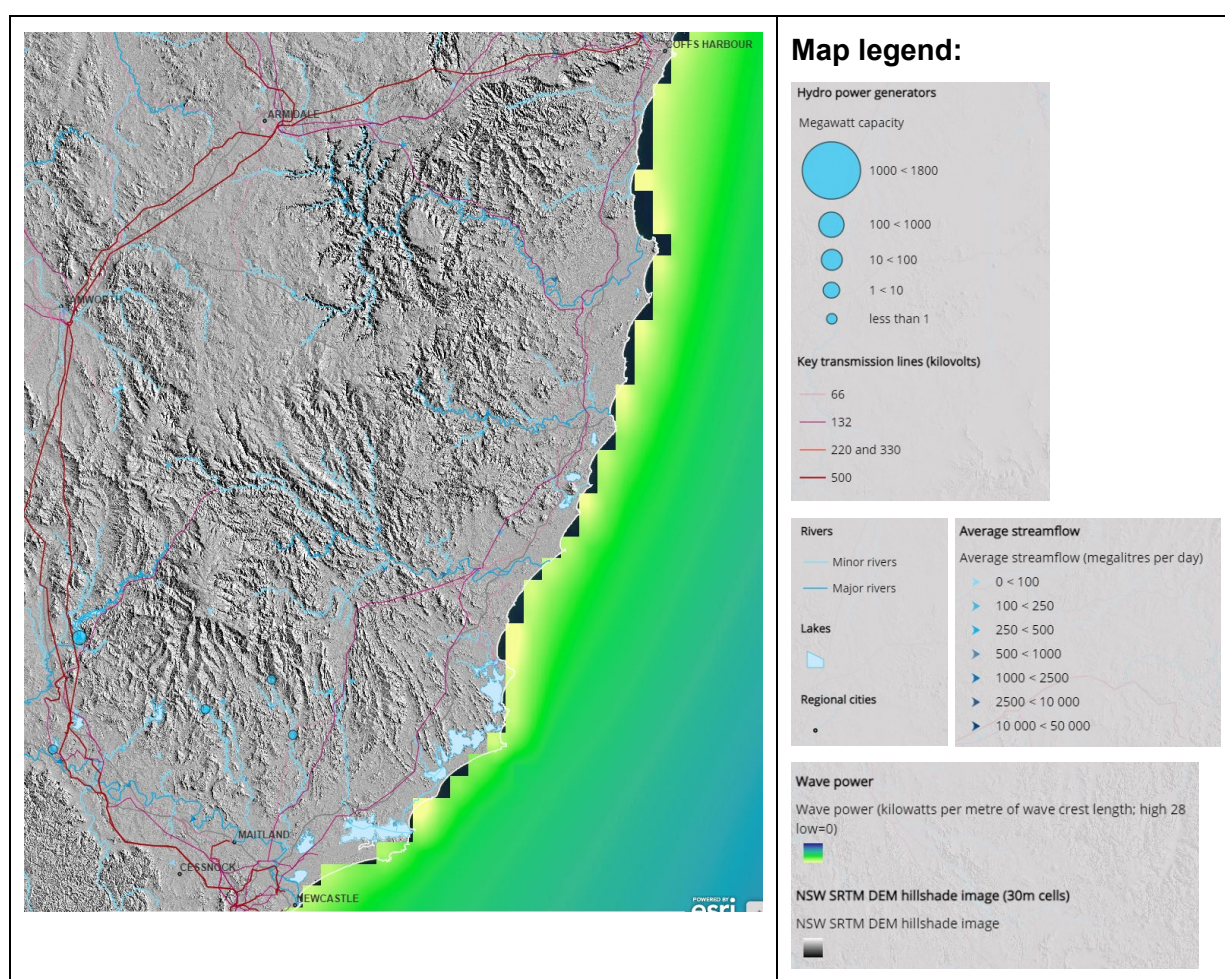 COFFS HARBOUR
ARMIDALE
MAITLAND
CESSNOCK
NEWCASTLE
POWERED BY
esri
Map legend:
Hydro power generators
Megawatt capacity
1000 < 1800
100 < 1000
10 < 100
1 < 10
less than 1
Key transmission lines (kilovolts)
66
132
220 and 330
500
Rivers
Minor rivers
Major rivers
Lakes
Regional cities
Average streamflow
Average streamflow (megalitres per day)
0 < 100
100 < 250
250 < 500
500 < 1000
1000 < 2500
2500 < 10 000
10 000 < 50 000
Wave power
Wave power (kilowatts per metre of wave crest length; high 28
low=0)
NSW SRTM DEM hillshade image (30m cells)
NSW SRTM DEM hillshade image